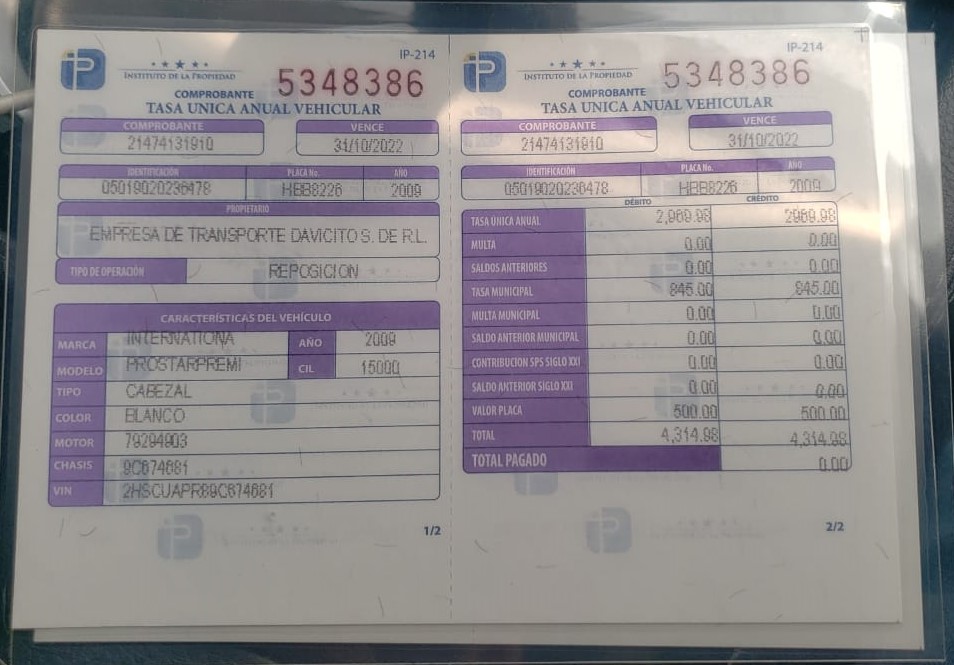 iP
INSTITUTO DE LA PROPIEDAD
IP-214
5348386
COMPROBANTE
TASA UNICA ANUAL VEHICULAR
COMPROBANTE VENCE
21474131910 31/10/2022
IDENTIFICACIÓN PLACA No. AÑO
05019020236478 HBB8226 2009
PROPIETARIO
EMPRESA DE TRANSPORTE DAVICITO S. DE R.L.
TIPO DE OPERACIÓN REPOSICION
CARACTERÍSTICAS DEL VEHÍCULO
MARCA INTERNATIONA AÑO 2009
MODELO PROSTARPREMI CIL 15000
TIPO CABEZAL
COLOR BLANCO
MOTOR 79294903
CHASIS 9C674681
VIN 2HSCUAPR89C674681
1/2
iP
INSTITUTO DE LA PROPIEDAD
IP-214
5348386
COMPROBANTE
TASA UNICA ANUAL VEHICULAR
COMPROBANTE VENCE
21474131910 31/10/2022
IDENTIFICACIÓN PLACA No. AÑO
05019020236478 HBB8226 2009
DÉBITO CRÉDITO
TASA ÚNICA ANUAL 2,969.98 2969.98
MULTA 0.00 0.00
SALDOS ANTERIORES 0.00 0.00
TASA MUNICIPAL 845.00 845.00
MULTA MUNICIPAL 0.00 0.00
SALDO ANTERIOR MUNICIPAL 0.00 0.00
CONTRIBUCION SPS SIGLO XXI 0.00 0.00
SALDO ANTERIOR SIGLO XXI 0.00 0.00
VALOR PLACA 500.00 500.00
TOTAL 4,314.98 4,314.98
TOTAL PAGADO 0.00
2/2